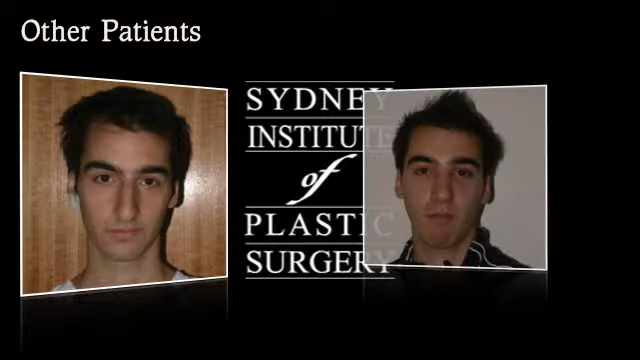 Other Patients
SYDNEY
INSTITUTE
of
PLASTIC
SURGERY